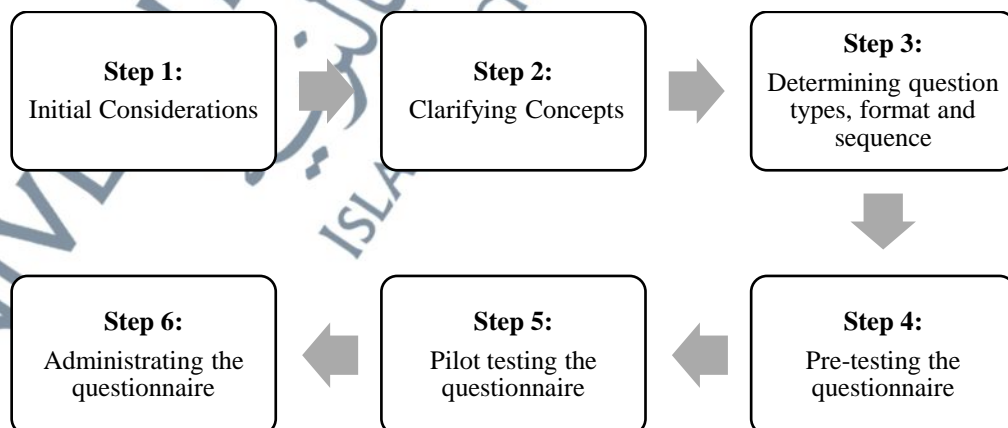 Step 1:
Initial Considerations
Step 2:
Clarifying Concepts
Step 3:
Determining question
types, format and
sequence
Step 4:
Pre-testing the
questionnaire
Step 5:
Pilot testing the
questionnaire
Step 6:
Administrating the
questionnaire